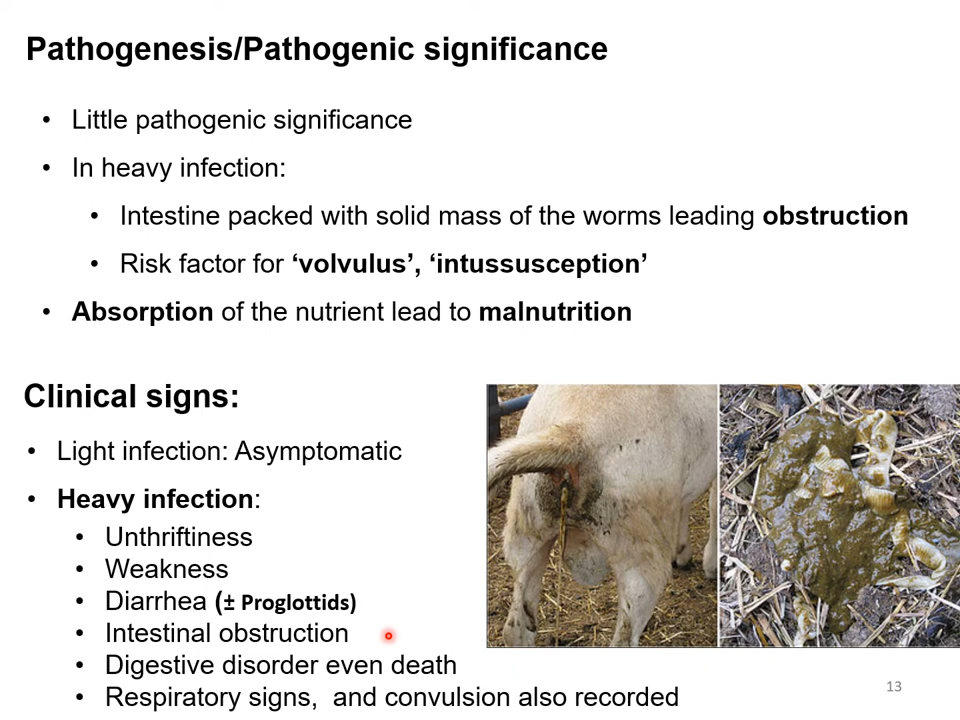 Pathogenesis/Pathogenic significance
• Little pathogenic significance
• In heavy infection:
• Intestine packed with solid mass of the worms leading obstruction
• Risk factor for ‘volvulus’, ‘intussusception’
• Absorption of the nutrient lead to malnutrition
Clinical signs:
• Light infection: Asymptomatic
• Heavy infection:
• Unthriftiness
• Weakness
• Diarrhea (± Proglottids)
• Intestinal obstruction
• Digestive disorder even death
• Respiratory signs,  and convulsion also recorded
13